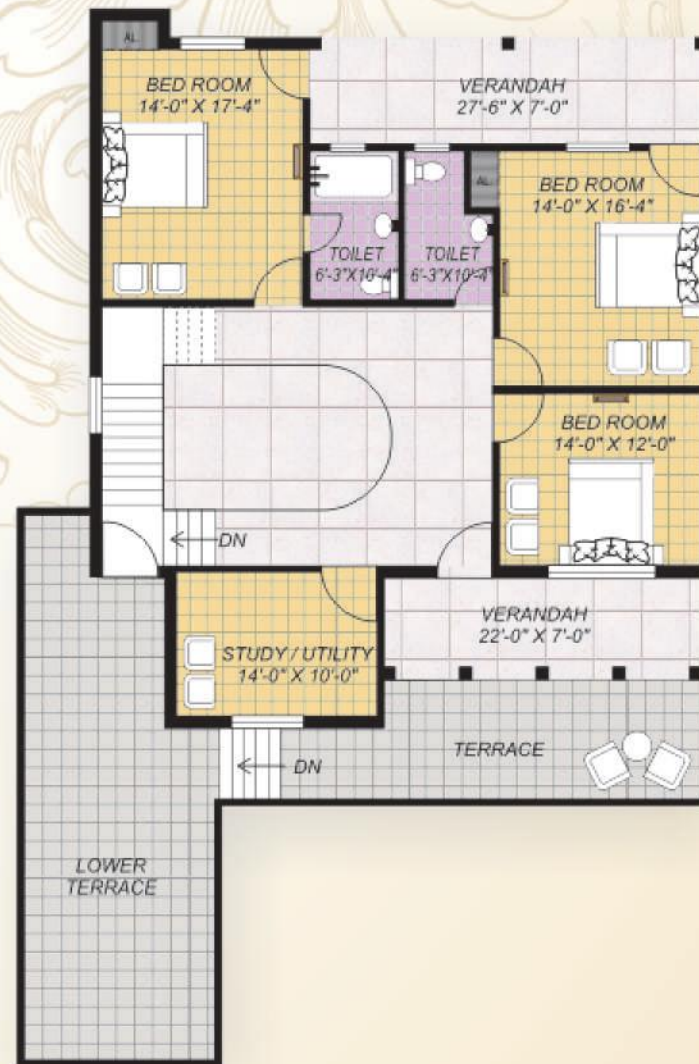 AL.
BED ROOM
14'-0" X 17'-4"
VERANDAH
27'-6" X 7'-0"
AL.
BED ROOM
14'-0" X 16'-4"
TOILET
6'-3"X10'-4"
TOILET
6'-3"X10'-4"
BED ROOM
14'-0" X 12'-0"
DN
VERANDAH
22'-0" X 7'-0"
STUDY / UTILITY
14'-0" X 10'-0"
TERRACE
DN
LOWER
TERRACE